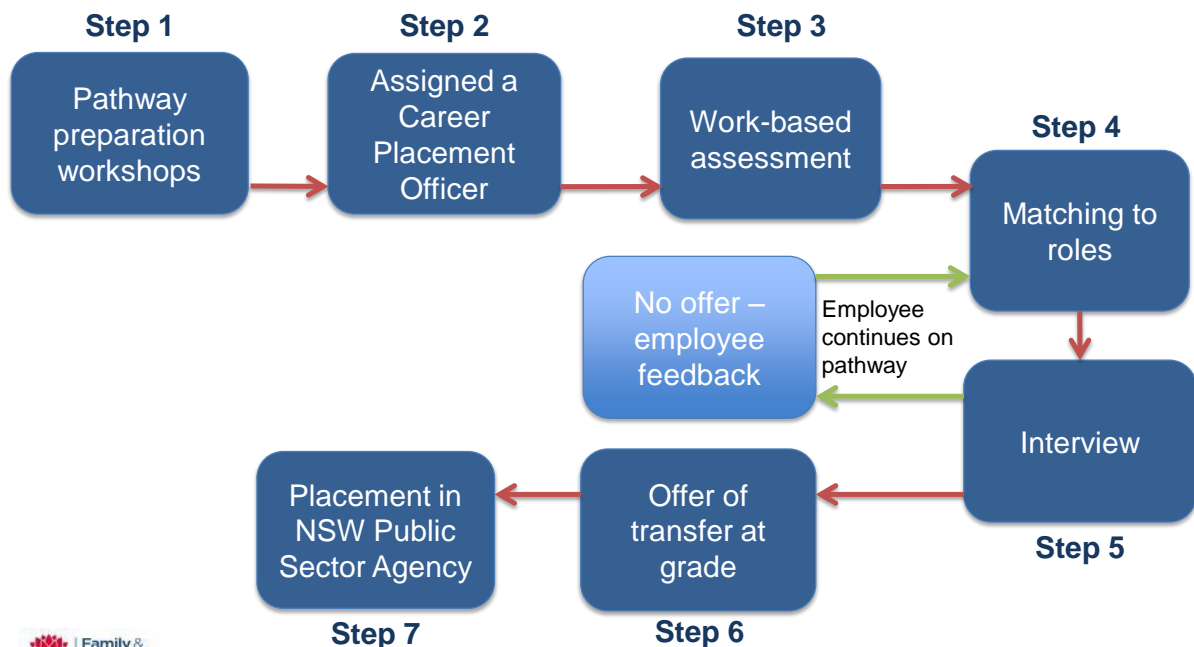 Step 1
Pathway
preparation
workshops
Step 2
Assigned a
Career
Placement
Officer
Step 3
Work-based
assessment
Step 4
Matching to
roles
No offer –
employee
feedback
Employee
continues on
pathway
Interview
Step 5
Offer of
transfer at
grade
Step 6
Placement in
NSW Public
Sector Agency
Step 7
Family &